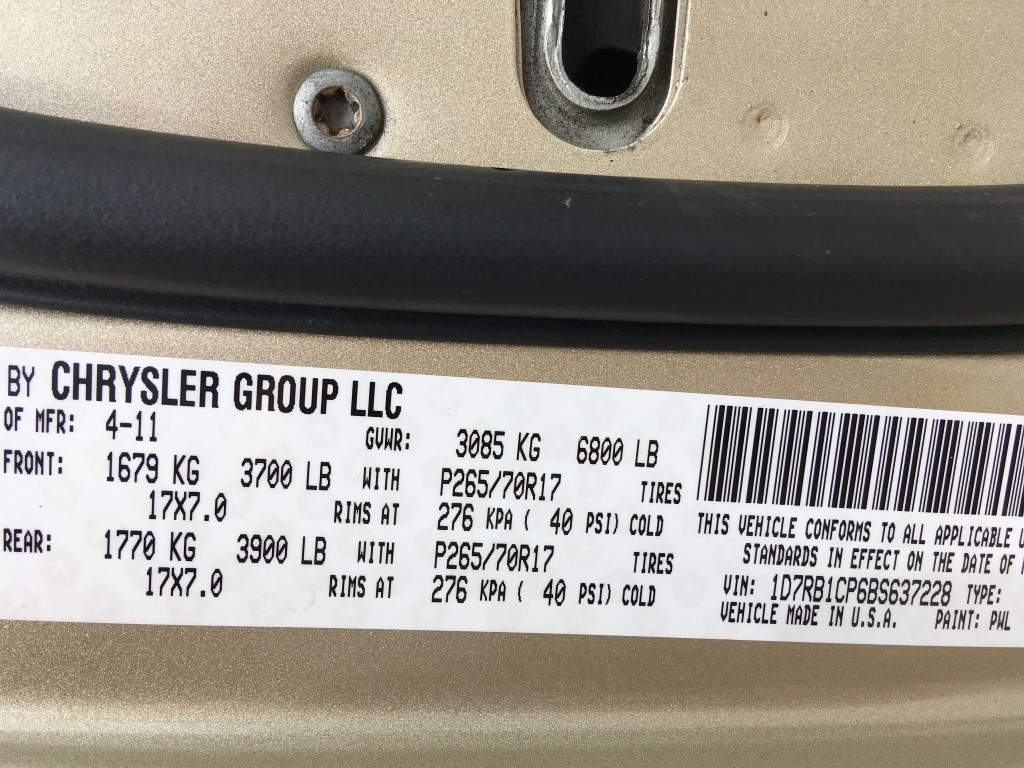 BY CHRYSLER GROUP LLC
OF MFR: 4-11 GVWR: 3085 KG 6800 LB
FRONT: 1679 KG 3700 LB WITH P265/70R17 TIRES
17X7.0 RIMS AT 276 KPA ( 40 PSI) COLD
REAR: 1770 KG 3900 LB WITH P265/70R17 TIRES
17X7.0 RIMS AT 276 KPA ( 40 PSI) COLD
THIS VEHICLE CONFORMS TO ALL APPLICABLE
STANDARDS IN EFFECT ON THE DATE OF
VIN: 1D7RB1CP6BS637228 TYPE:
VEHICLE MADE IN U.S.A. PAINT: PWL